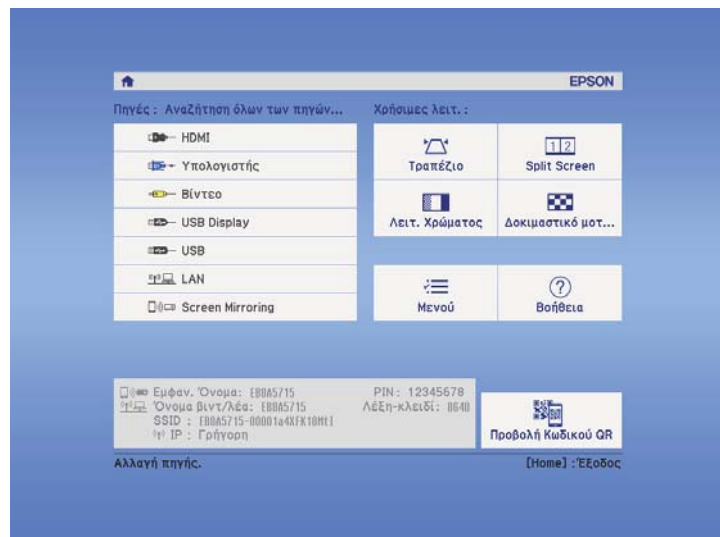 EPSON
Πηγές : Αναζήτηση όλων των πηγών...
HDMI
Υπολογιστής
Βίντεο
USB Display
USB
LAN
Screen Mirroring
Χρήσιμες λειτ. :
Τραπέζιο
Split Screen
Λειτ. Χρώματος
Δοκιμαστικό μοτ...
Μενού
Βοήθεια
Εμφαν. Όνομα: EB0A5715
Όνομα βιντ/λέα: EB0A5715
SSID :
IP : Γρήγορη
PIN: 12345678
Λέξη-κλειδί: 8640
Προβολή Κωδικού QR
Αλλαγή πηγής.
[Home] :Έξοδος